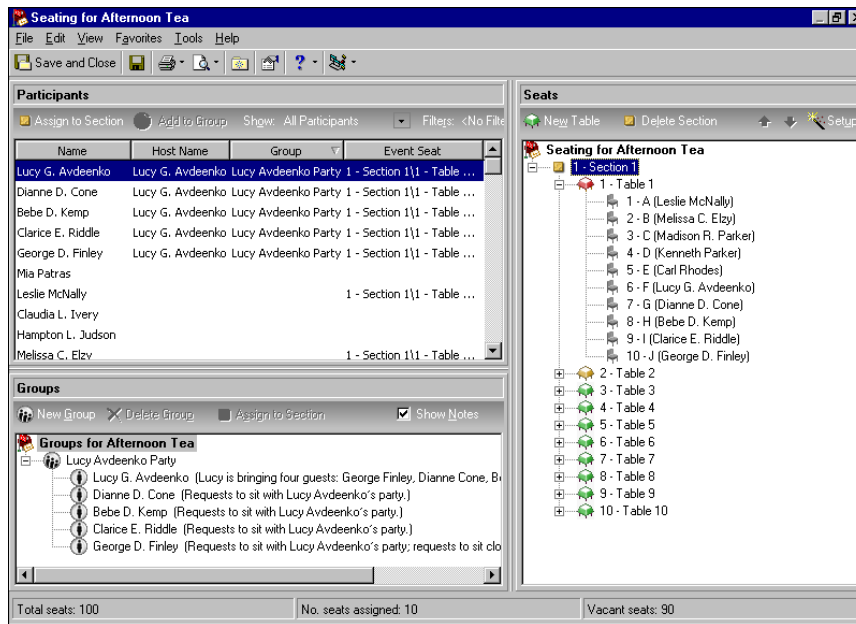 Seating for Afternoon Tea
File Edit View Favorites Tools Help
Save and Close
Participants
Assign to Section Add to Group Show: All Participants Filters: <No Filte
Name Host Name Group Event Seat
Lucy G. Avdeenko Lucy G. Avdeenko Lucy Avdeenko Party 1 - Section 1\1 - Table ...
Dianne D. Cone Lucy G. Avdeenko Lucy Avdeenko Party 1 - Section 1\1 - Table ...
Bebe D. Kemp Lucy G. Avdeenko Lucy Avdeenko Party 1 - Section 1\1 - Table ...
Clarice E. Riddle Lucy G. Avdeenko Lucy Avdeenko Party 1 - Section 1\1 - Table ...
George D. Finley Lucy G. Avdeenko Lucy Avdeenko Party 1 - Section 1\1 - Table ...
Mia Patras
Leslie McNally 1 - Section 1\1 - Table ...
Claudia L. Ivery
Hampton L. Judson
Melissa C. Elzy 1 - Section 1\1 - Table ...
Groups
New Group Delete Group Assign to Section Show Notes
Groups for Afternoon Tea
Lucy Avdeenko Party
Lucy G. Avdeenko (Lucy is bringing four guests: George Finley, Dianne Cone, Be
Dianne D. Cone (Requests to sit with Lucy Avdeenko's party.)
Bebe D. Kemp (Requests to sit with Lucy Avdeenko's party.)
Clarice E. Riddle (Requests to sit with Lucy Avdeenko's party.)
George D. Finley (Requests to sit with Lucy Avdeenko's party; requests to sit clo
Seats
New Table Delete Section Setup
Seating for Afternoon Tea
1 - Section 1
1 - Table 1
1 - A (Leslie McNally)
2 - B (Melissa C. Elzy)
3 - C (Madison R. Parker)
4 - D (Kenneth Parker)
5 - E (Carl Rhodes)
6 - F (Lucy G. Avdeenko)
7 - G (Dianne D. Cone)
8 - H (Bebe D. Kemp)
9 - I (Clarice E. Riddle)
10 - J (George D. Finley)
2 - Table 2
3 - Table 3
4 - Table 4
5 - Table 5
6 - Table 6
7 - Table 7
8 - Table 8
9 - Table 9
10 - Table 10
Total seats: 100 No. seats assigned: 10 Vacant seats: 90